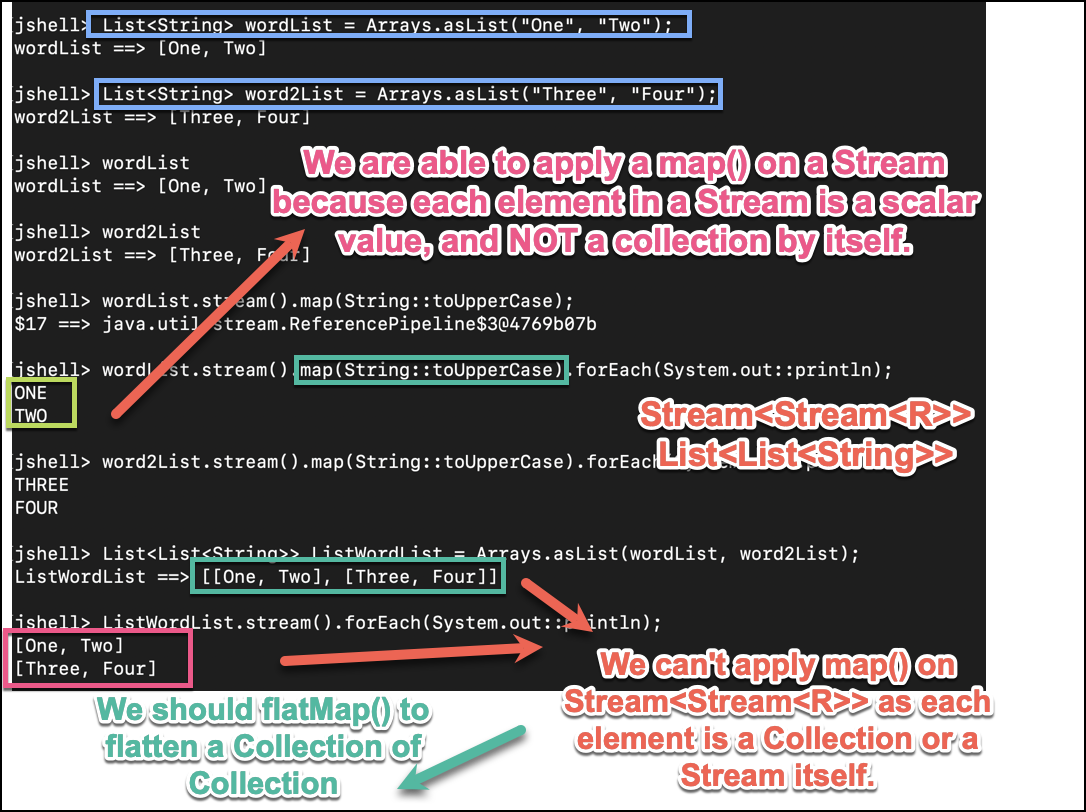 jshell> List<String> wordList = Arrays.asList("One", "Two");
wordList ==> [One, Two]
jshell> List<String> word2List = Arrays.asList("Three", "Four");
word2List ==> [Three, Four]
jshell> wordList
wordList ==> [One, Two]
jshell> word2List
word2List ==> [Three, Four]
We are able to apply a map() on a Stream
because each element in a Stream is a scalar
value, and NOT a collection by itself.
jshell> wordList.stream().map(String::toUpperCase);
$17 ==> java.util.stream.ReferencePipeline$3@4769b07b
jshell> wordList.stream().map(String::toUpperCase).forEach(System.out::println);
ONE
TWO
Stream<Stream<R>>
List<List<String>>
jshell> word2List.stream().map(String::toUpperCase).forEach
THREE
FOUR
jshell> List<List<String>> ListWordList = Arrays.asList(wordList, word2List);
ListWordList ==> [[One, Two], [Three, Four]]
jshell> ListWordList.stream().forEach(System.out::println);
[One, Two]
[Three, Four]
We can't apply map() on
Stream<Stream<R>> as each
element is a Collection or a
Stream itself.
We should flatMap() to
flatten a Collection of
Collection